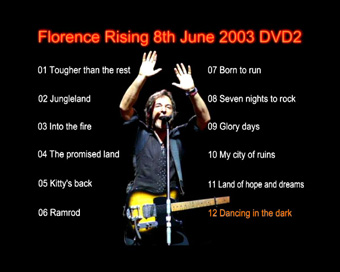 Florence Rising 8th June 2003 DVD2
01 Tougher than the rest
02 Jungleland
03 Into the fire
04 The promised land
05 Kitty's back
06 Ramrod
07 Born to run
08 Seven nights to rock
09 Glory days
10 My city of ruins
11 Land of hope and dreams
12 Dancing in the dark